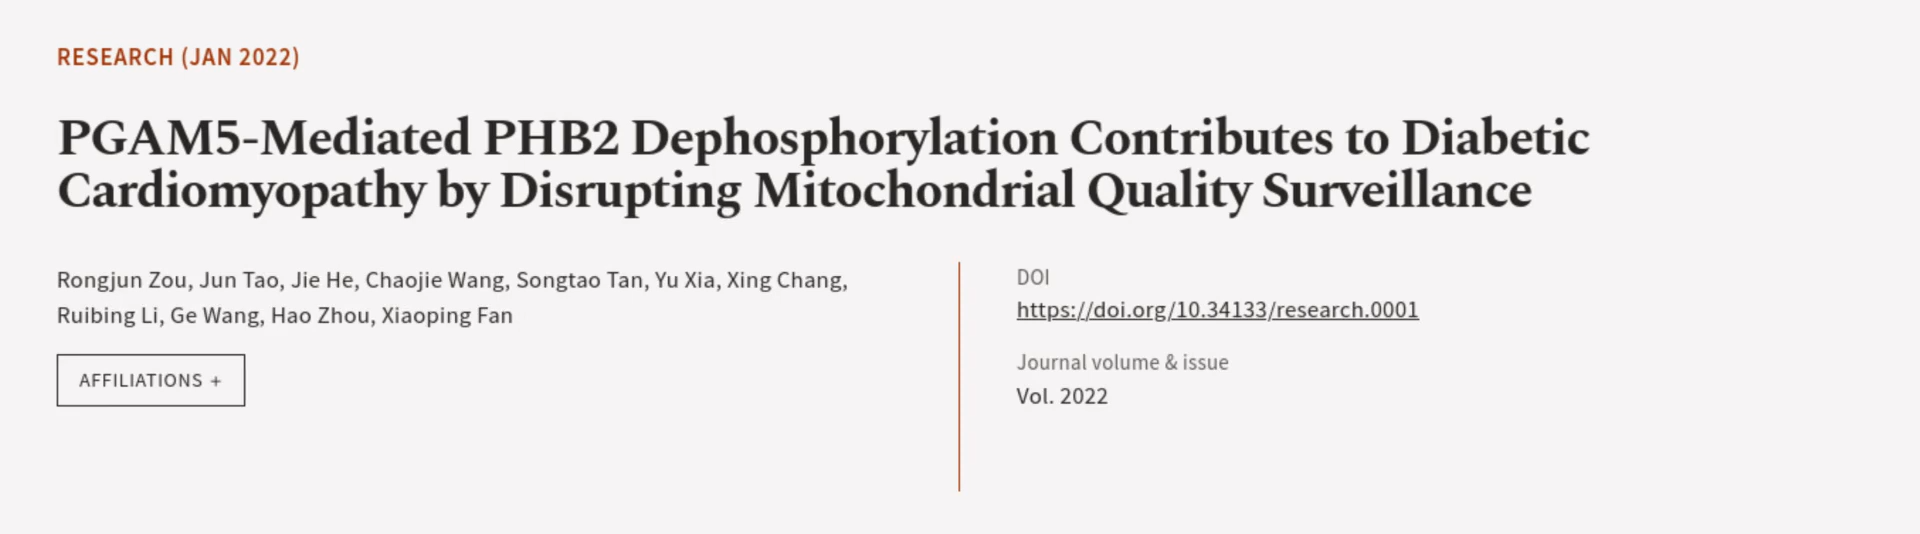 RESEARCH (JAN 2022)
PGAM5-Mediated PHB2 Dephosphorylation Contributes to Diabetic
Cardiomyopathy by Disrupting Mitochondrial Quality Surveillance
Rongjun Zou, Jun Tao, Jie He, Chaojie Wang, Songtao Tan, Yu Xia, Xing Chang,
Ruibing Li, Ge Wang, Hao Zhou, Xiaoping Fan
AFFILIATIONS +
DOI
https://doi.org/10.34133/research.0001
Journal volume & issue
Vol. 2022